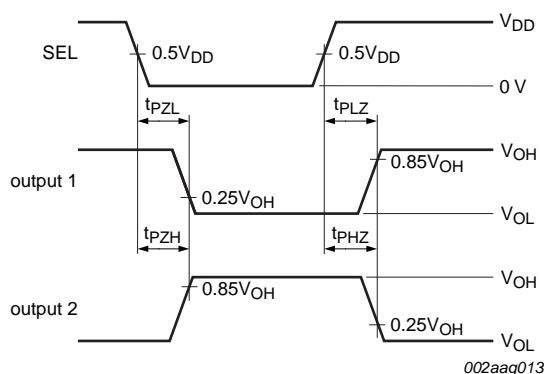 V_DD
SEL
0.5V_DD
0.5V_DD
0 V
t_PZL
t_PLZ
V_OH
0.85V_OH
output 1
0.25V_OH
V_OL
t_PZH
t_PHZ
V_OH
0.85V_OH
output 2
0.25V_OH
V_OL
002aag013